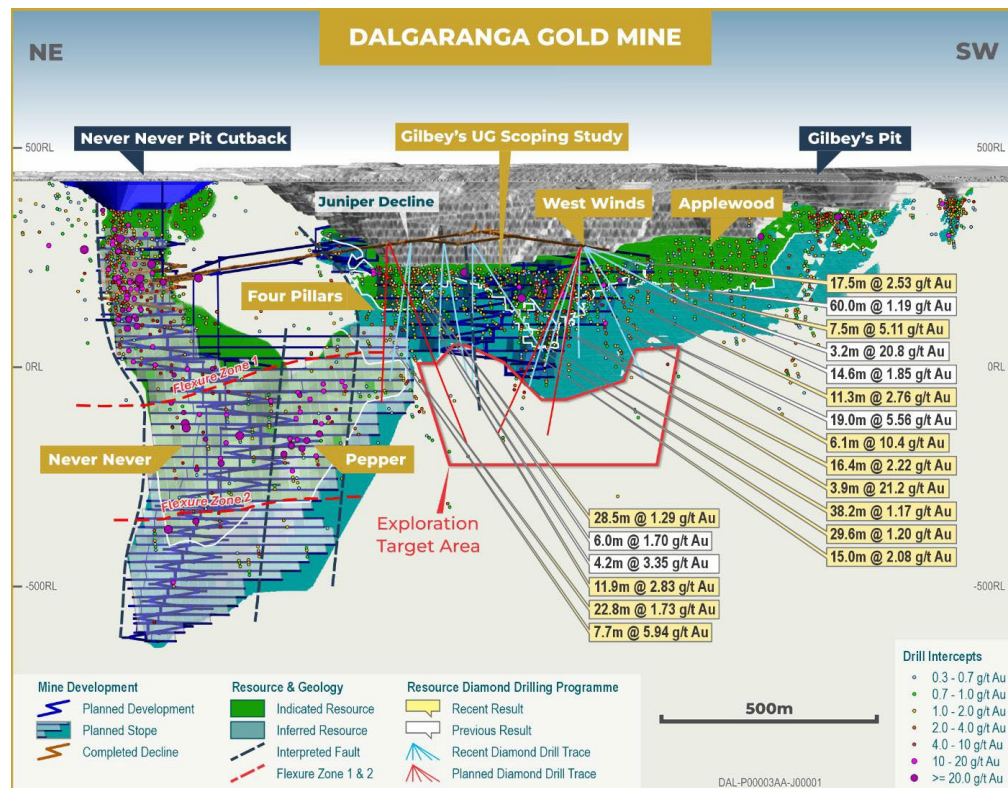 DALGARANGA GOLD MINE
NE
SW
Never Never Pit Cutback
Gilbey's UG Scoping Study
Gilbey's Pit
500RL
500RL
Juniper Decline
West Winds
Applewood
Four Pillars
17.5m @ 2.53 g/t Au
60.0m @ 1.19 g/t Au
7.5m @ 5.11 g/t Au
3.2m @ 20.8 g/t Au
14.6m @ 1.85 g/t Au
11.3m @ 2.76 g/t Au
19.0m @ 5.56 g/t Au
6.1m @ 10.4 g/t Au
16.4m @ 2.22 g/t Au
3.9m @ 21.2 g/t Au
38.2m @ 1.17 g/t Au
29.6m @ 1.20 g/t Au
15.0m @ 2.08 g/t Au
0RL
0RL
Flexure Zone 1
Never Never
Pepper
Flexure Zone 2
Exploration
Target Area
28.5m @ 1.29 g/t Au
6.0m @ 1.70 g/t Au
4.2m @ 3.35 g/t Au
11.9m @ 2.83 g/t Au
22.8m @ 1.73 g/t Au
7.7m @ 5.94 g/t Au
-500RL
-500RL
Mine Development
Planned Development
Planned Stope
Completed Decline
Resource & Geology
Indicated Resource
Inferred Resource
Interpreted Fault
Flexure Zone 1 & 2
Resource Diamond Drilling Programme
Recent Result
Previous Result
Recent Diamond Drill Trace
Planned Diamond Drill Trace
500m
DAL-P00003AA-J00001
Drill Intercepts
0.3 - 0.7 g/t Au
0.7 - 1.0 g/t Au
1.0 - 2.0 g/t Au
2.0 - 4.0 g/t Au
4.0 - 10 g/t Au
10 - 20 g/t Au
>= 20.0 g/t Au